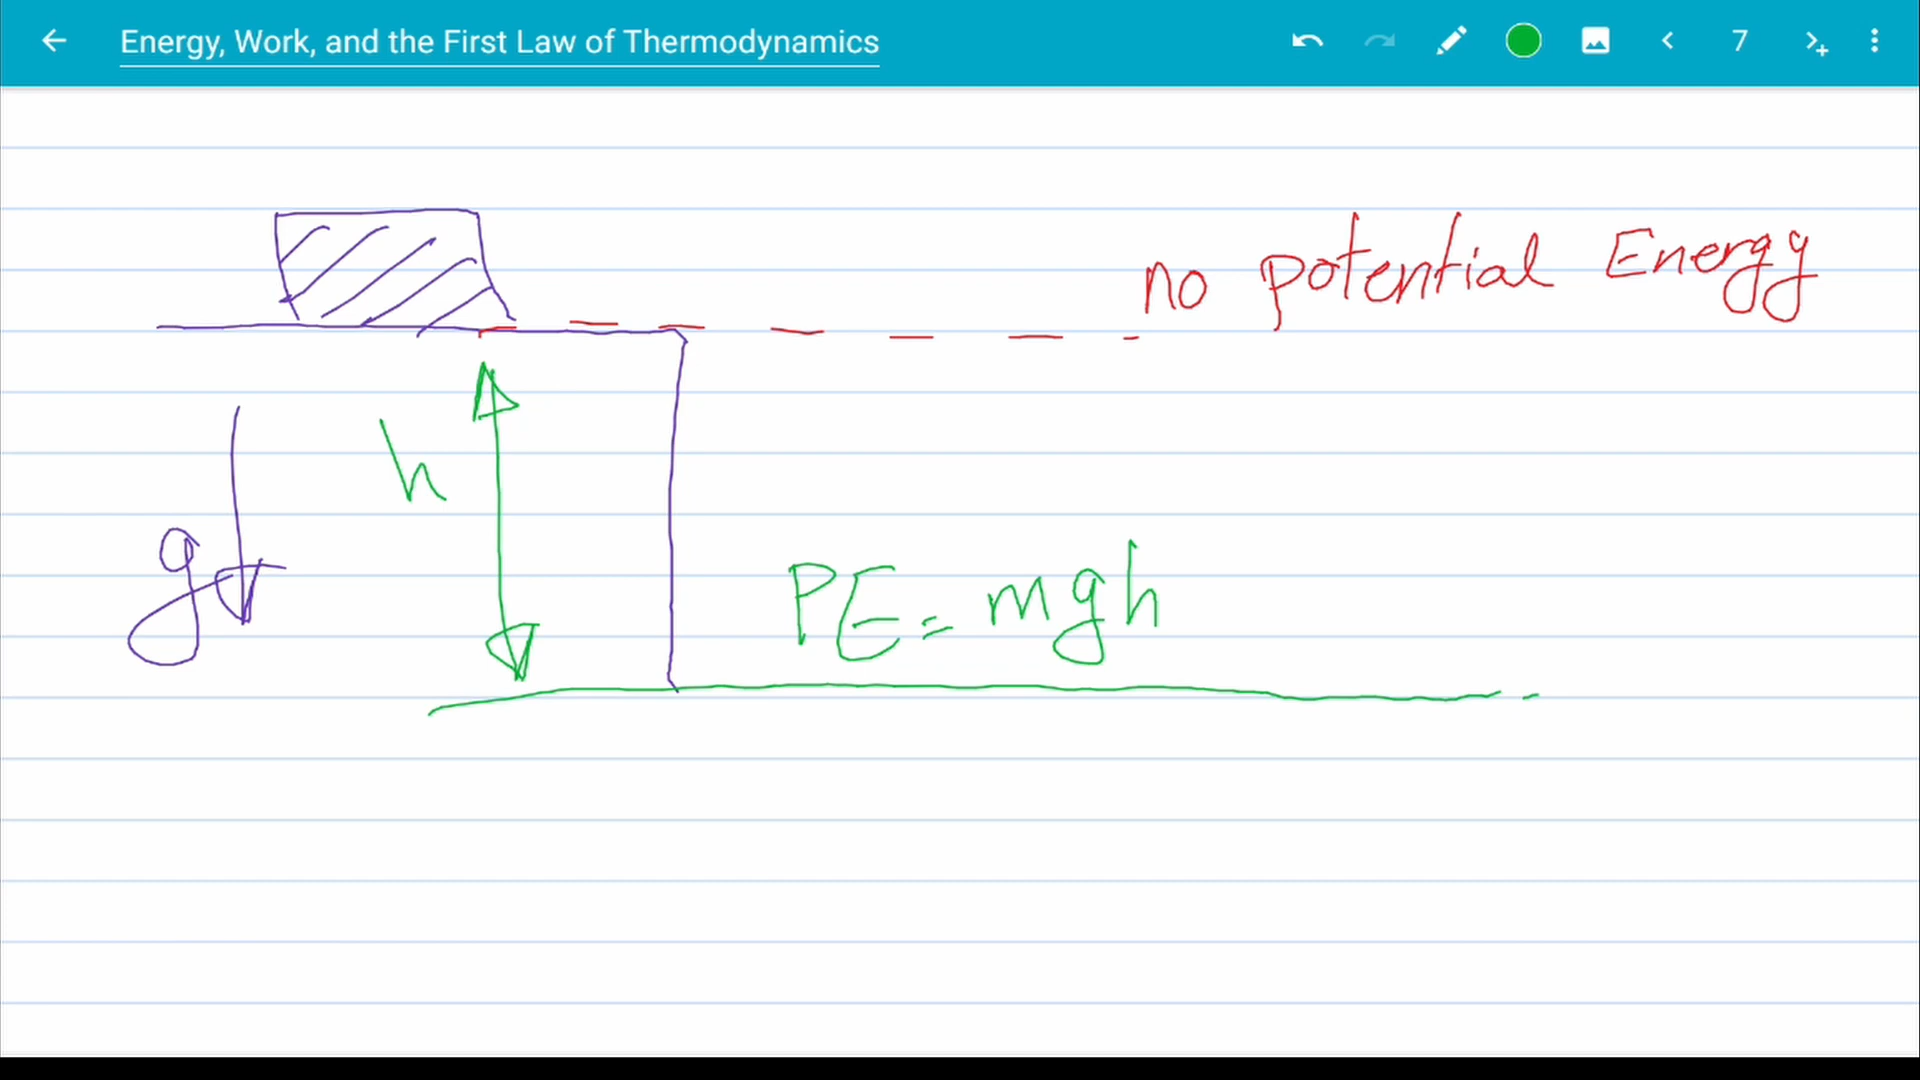 Energy, Work, and the First Law of Thermodynamics
7
no potential Energy
h
g
PE = mgh